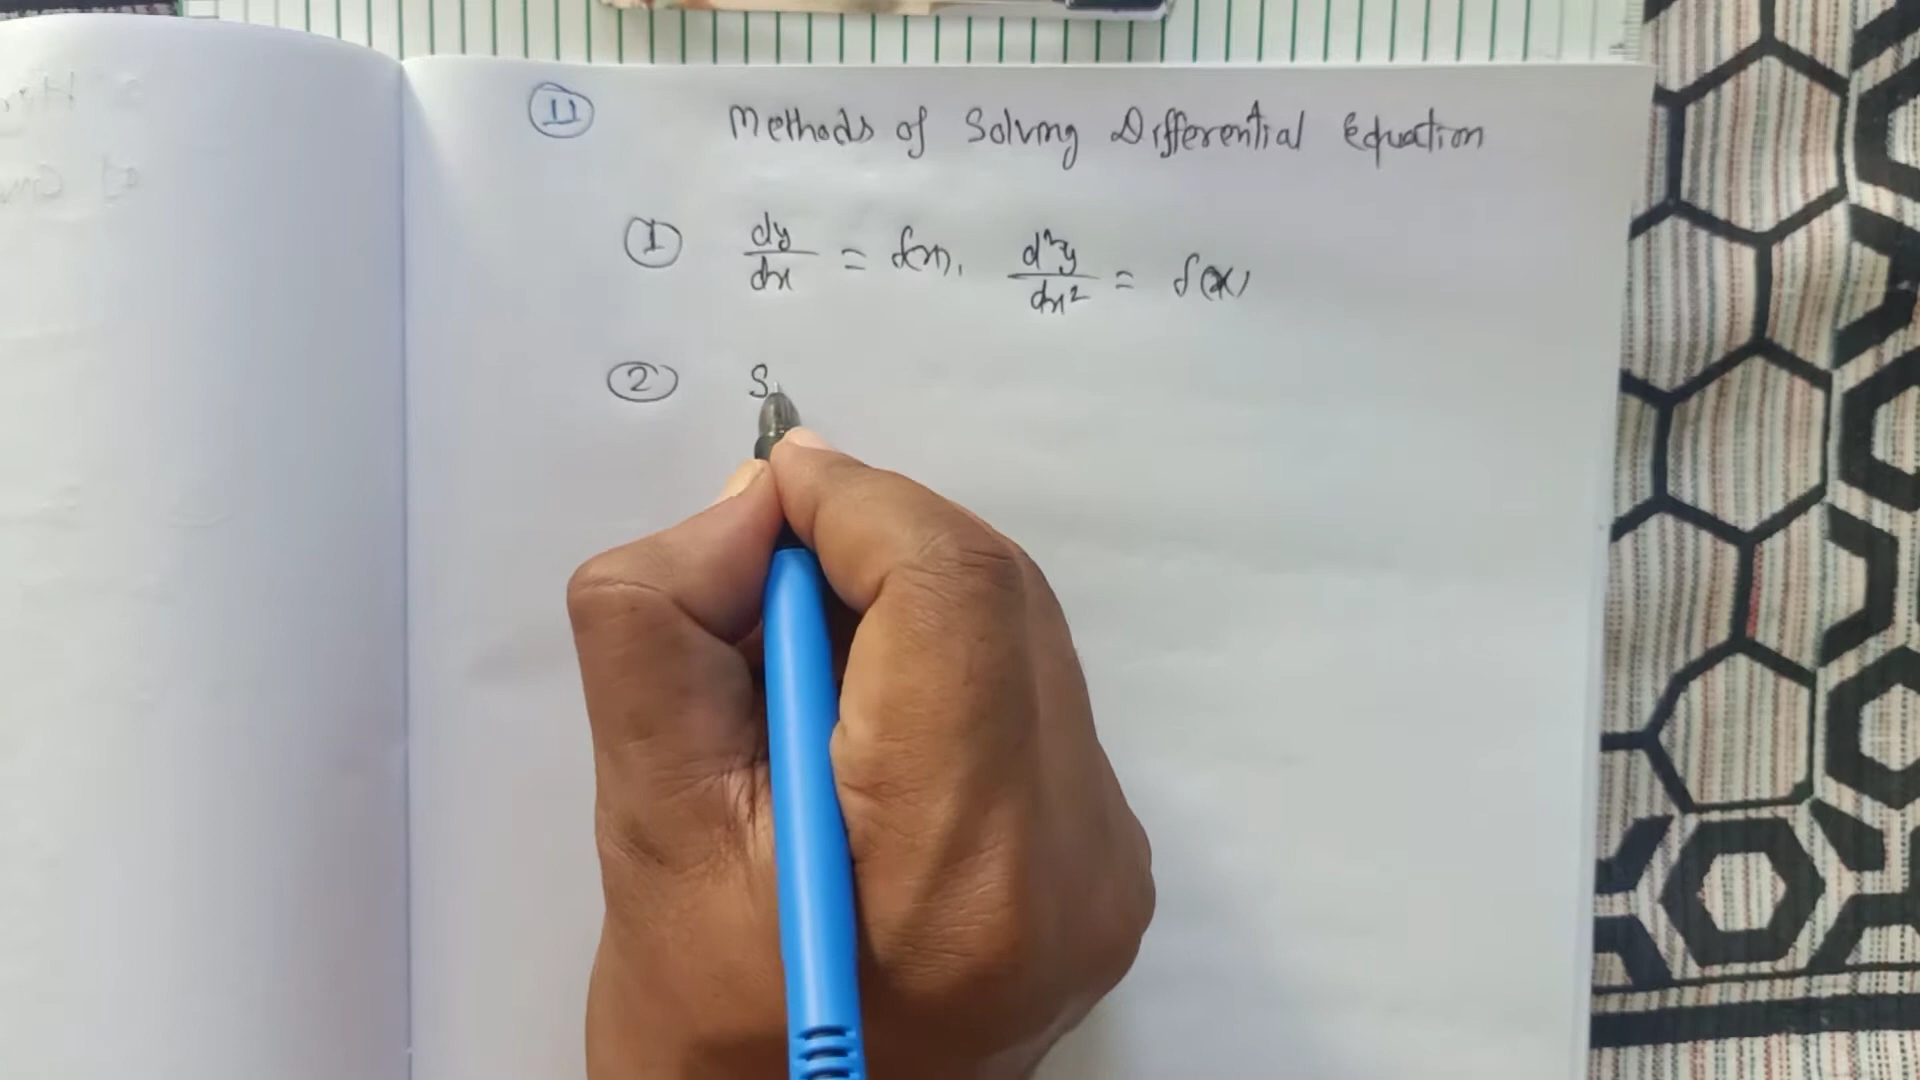 11 Methods of Solving Differential Equation
1 dy/dx = f(x), d²y/dx² = f(x)
2 S